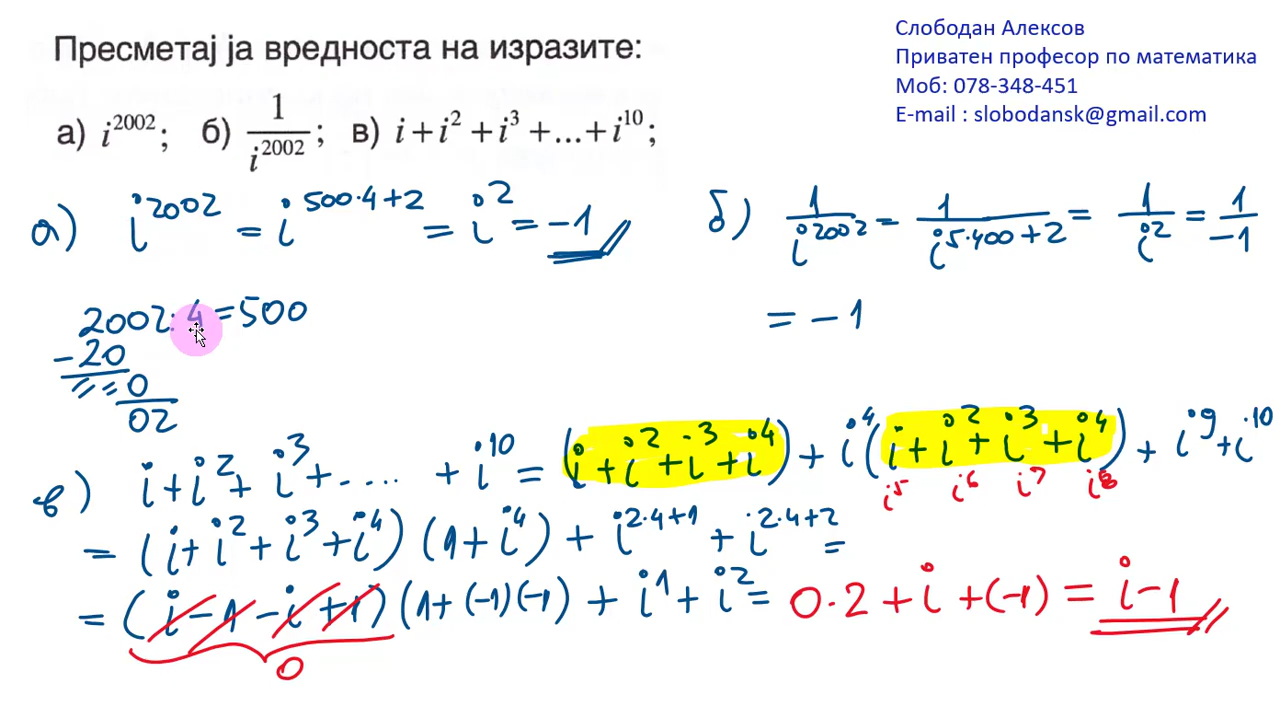 Пресметај ја вредноста на изразите:
Слободан Алексов
Приватен професор по математика
Моб: 078-348-451
E-mail : slobodansk@gmail.com
а) i^2002; б) 1/i^2002; в) i+i^2+i^3+...+i^10;
а) i^2002 = i^(500·4+2) = i^2 = -1
2002:4=500
-20
==0
02
б) 1/i^2002 = 1/i^(5·400+2) = 1/i^2 = 1/-1
= -1
в) i+i^2+i^3+....+i^10 = (i+i^2+i^3+i^4)+i^4(i+i^2+i^3+i^4)+i^9+i^10
i^5 i^6 i^7 i^8
= (i+i^2+i^3+i^4)(1+i^4)+i^(2·4+1)+i^(2·4+2) =
= (i-1-i+1)(1+(-1)(-1))+i^1+i^2 = 0·2+i+(-1) = i-1
0